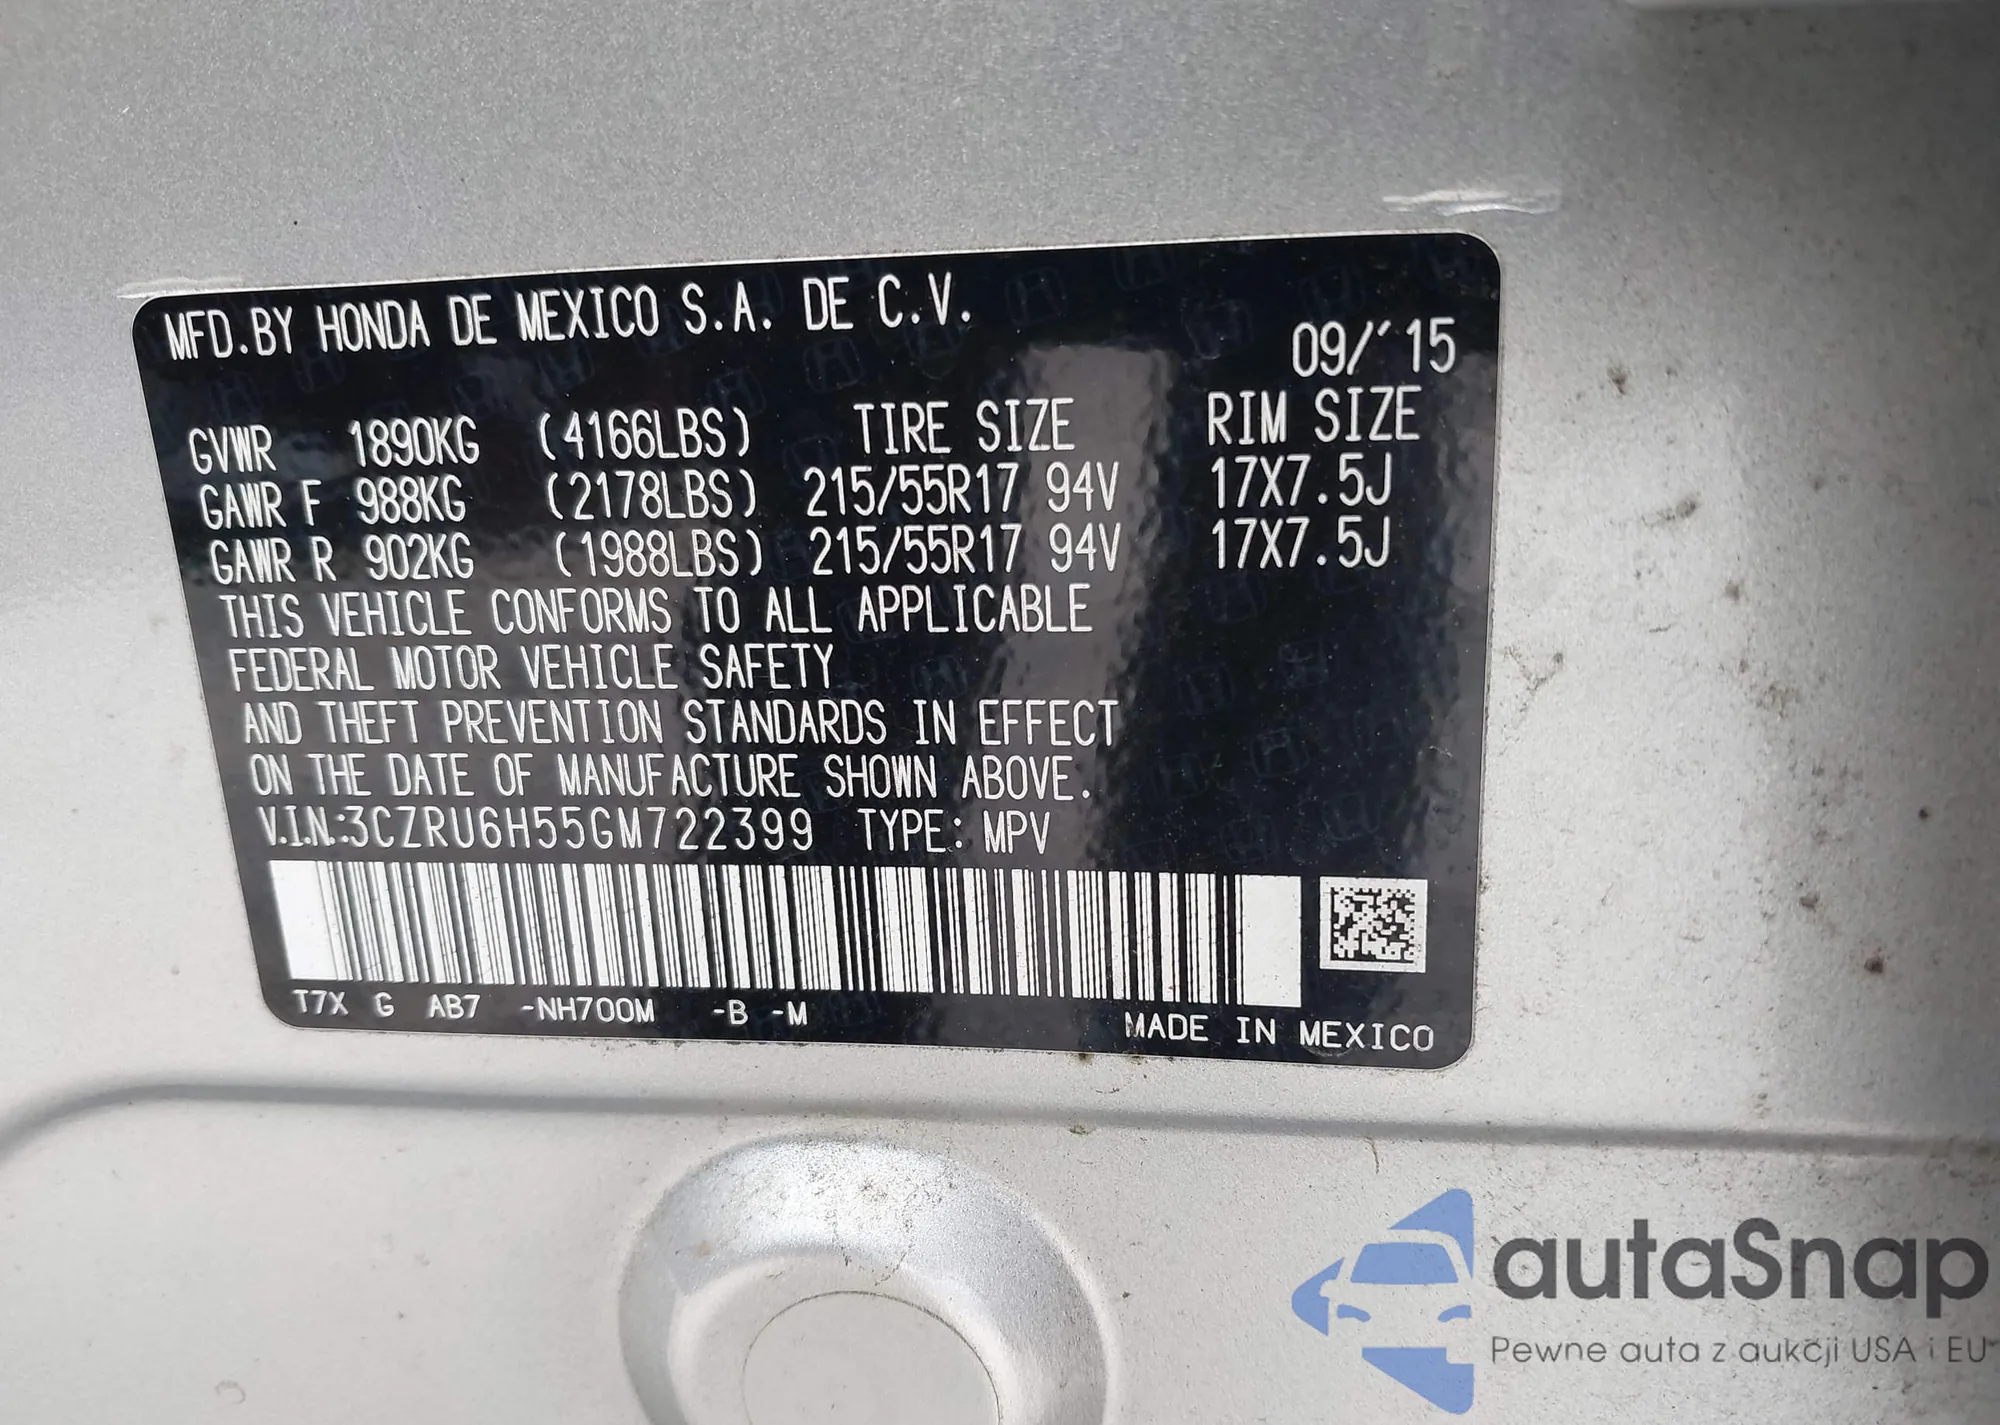 MFD.BY HONDA DE MEXICO S.A. DE C.V.
09/'15
GVWR 1890KG (4166LBS) TIRE SIZE RIM SIZE
GAWR F 988KG (2178LBS) 215/55R17 94V 17X7.5J
GAWR R 902KG (1988LBS) 215/55R17 94V 17X7.5J
THIS VEHICLE CONFORMS TO ALL APPLICABLE
FEDERAL MOTOR VEHICLE SAFETY
AND THEFT PREVENTION STANDARDS IN EFFECT
ON THE DATE OF MANUFACTURE SHOWN ABOVE.
V.I.N.:3CZRU6H55GM722399 TYPE: MPV
T7X G AB7 -NH700M -B -M
MADE IN MEXICO
autaSnap
Pewne auta z aukcji USA i EU